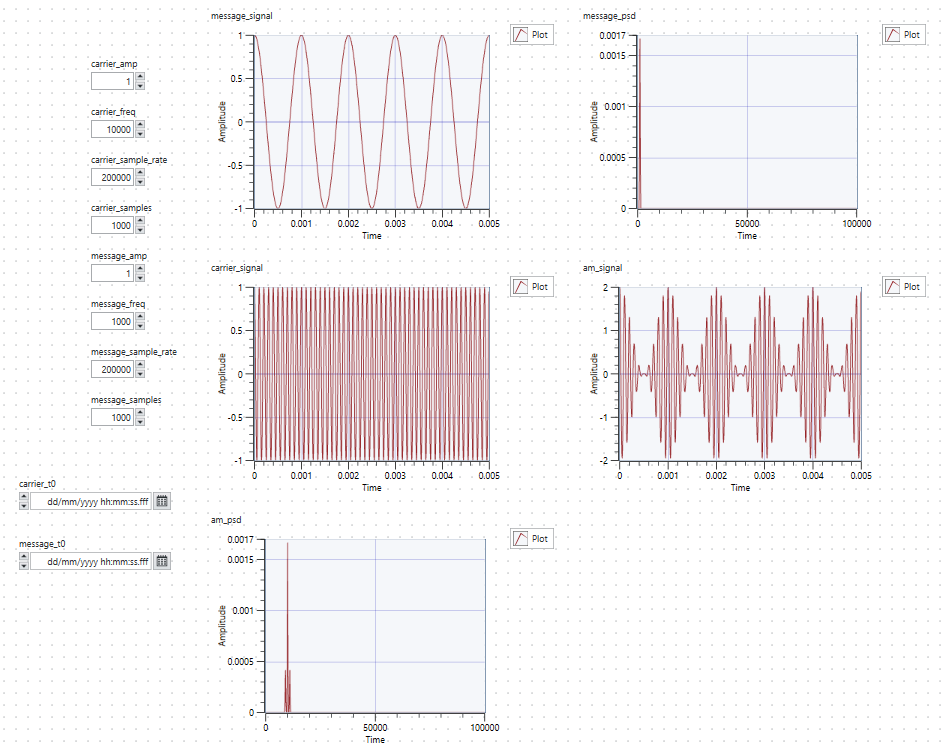 message_signal
Plot
1
0.5
0
-0.5
-1
Amplitude
0 0.001 0.002 0.003 0.004 0.005
Time
message_psd
Plot
0.0017
0.0015
0.001
0.0005
0
Amplitude
0 50000 100000
Time
carrier_amp
1
carrier_freq
10000
carrier_sample_rate
200000
carrier_samples
1000
message_amp
1
message_freq
1000
message_sample_rate
200000
message_samples
1000
carrier_signal
Plot
1
0.5
0
-0.5
-1
Amplitude
0 0.001 0.002 0.003 0.004 0.005
Time
am_signal
Plot
2
1
0
-1
-2
Amplitude
0 0.001 0.002 0.003 0.004 0.005
Time
carrier_t0
dd/mm/yyyy hh:mm:ss.fff
message_t0
dd/mm/yyyy hh:mm:ss.fff
am_psd
Plot
0.0017
0.0015
0.001
0.0005
0
Amplitude
0 50000 100000
Time